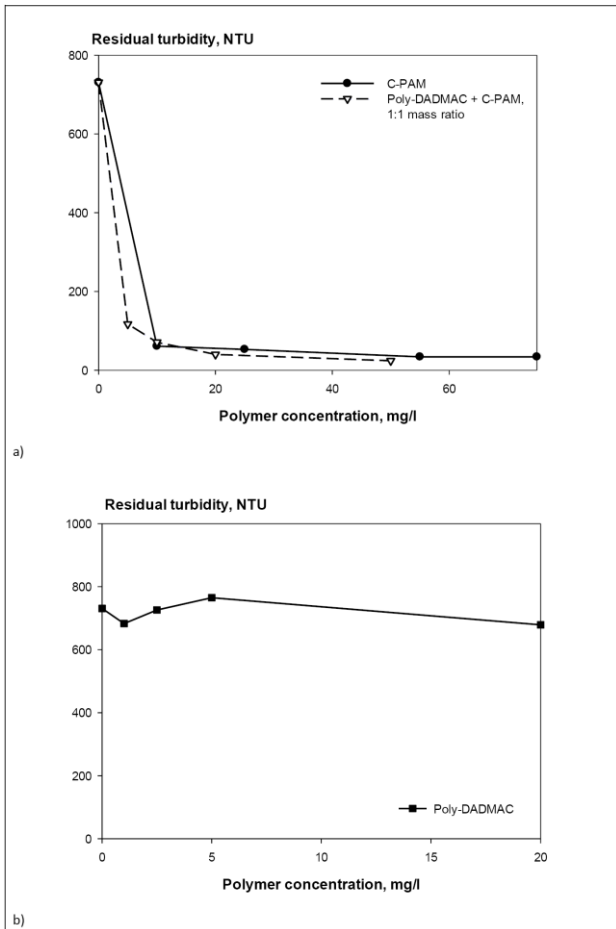 Residual turbidity, NTU
800
600
400
200
0
C-PAM
Poly-DADMAC + C-PAM,
1:1 mass ratio
0 20 40 60
Polymer concentration, mg/l
a)
Residual turbidity, NTU
1000
800
600
400
200
0
Poly-DADMAC
0 5 10 15 20
Polymer concentration, mg/l
b)